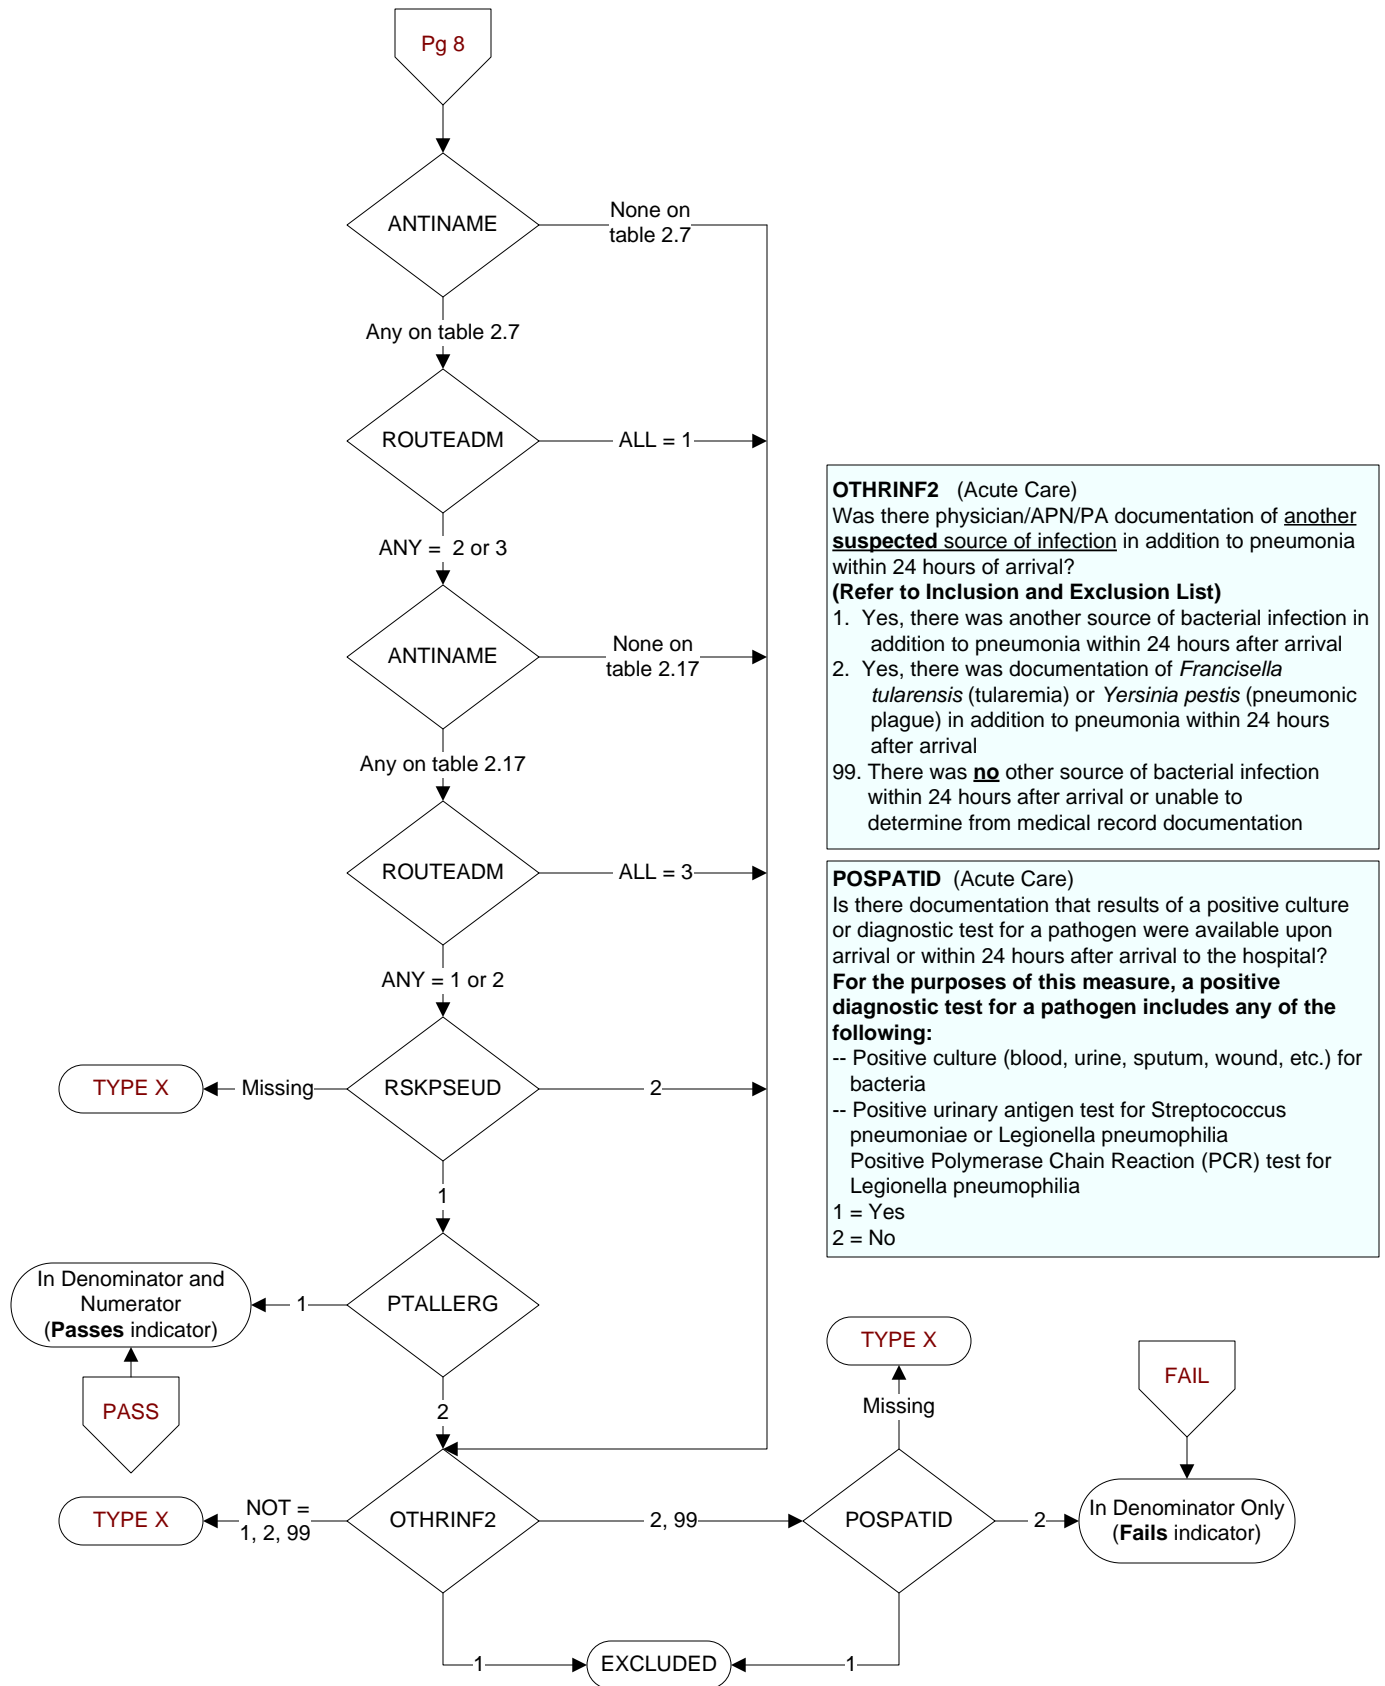 Pg 8
ANTINAME
None on
table 2.7
Any on table 2.7
ROUTEADM
ALL = 1
ANY =  2 or 3
ANTINAME
None on
table 2.17
Any on table 2.17
ROUTEADM
ALL = 3
ANY = 1 or 2
TYPE X
Missing
RSKPSEUD
2
1
In Denominator and
Numerator
(Passes indicator)
1
PTALLERG
PASS
2
TYPE X
NOT =
1, 2, 99
OTHRINF2
2, 99
1
EXCLUDED
1
POSPATID
Missing
TYPE X
2
FAIL
In Denominator Only
(Fails indicator)
OTHRINF2   (Acute Care)
Was there physician/APN/PA documentation of another
suspected source of infection in addition to pneumonia
within 24 hours of arrival?
(Refer to Inclusion and Exclusion List)
1.  Yes, there was another source of bacterial infection in
addition to pneumonia within 24 hours after arrival
2.  Yes, there was documentation of Francisella
tularensis (tularemia) or Yersinia pestis (pneumonic
plague) in addition to pneumonia within 24 hours
after arrival
99. There was no other source of bacterial infection
within 24 hours after arrival or unable to
determine from medical record documentation
POSPATID  (Acute Care)
Is there documentation that results of a positive culture
or diagnostic test for a pathogen were available upon
arrival or within 24 hours after arrival to the hospital?
For the purposes of this measure, a positive
diagnostic test for a pathogen includes any of the
following:
-- Positive culture (blood, urine, sputum, wound, etc.) for
bacteria
-- Positive urinary antigen test for Streptococcus
pneumoniae or Legionella pneumophilia
Positive Polymerase Chain Reaction (PCR) test for
Legionella pneumophilia
1 = Yes
2 = No